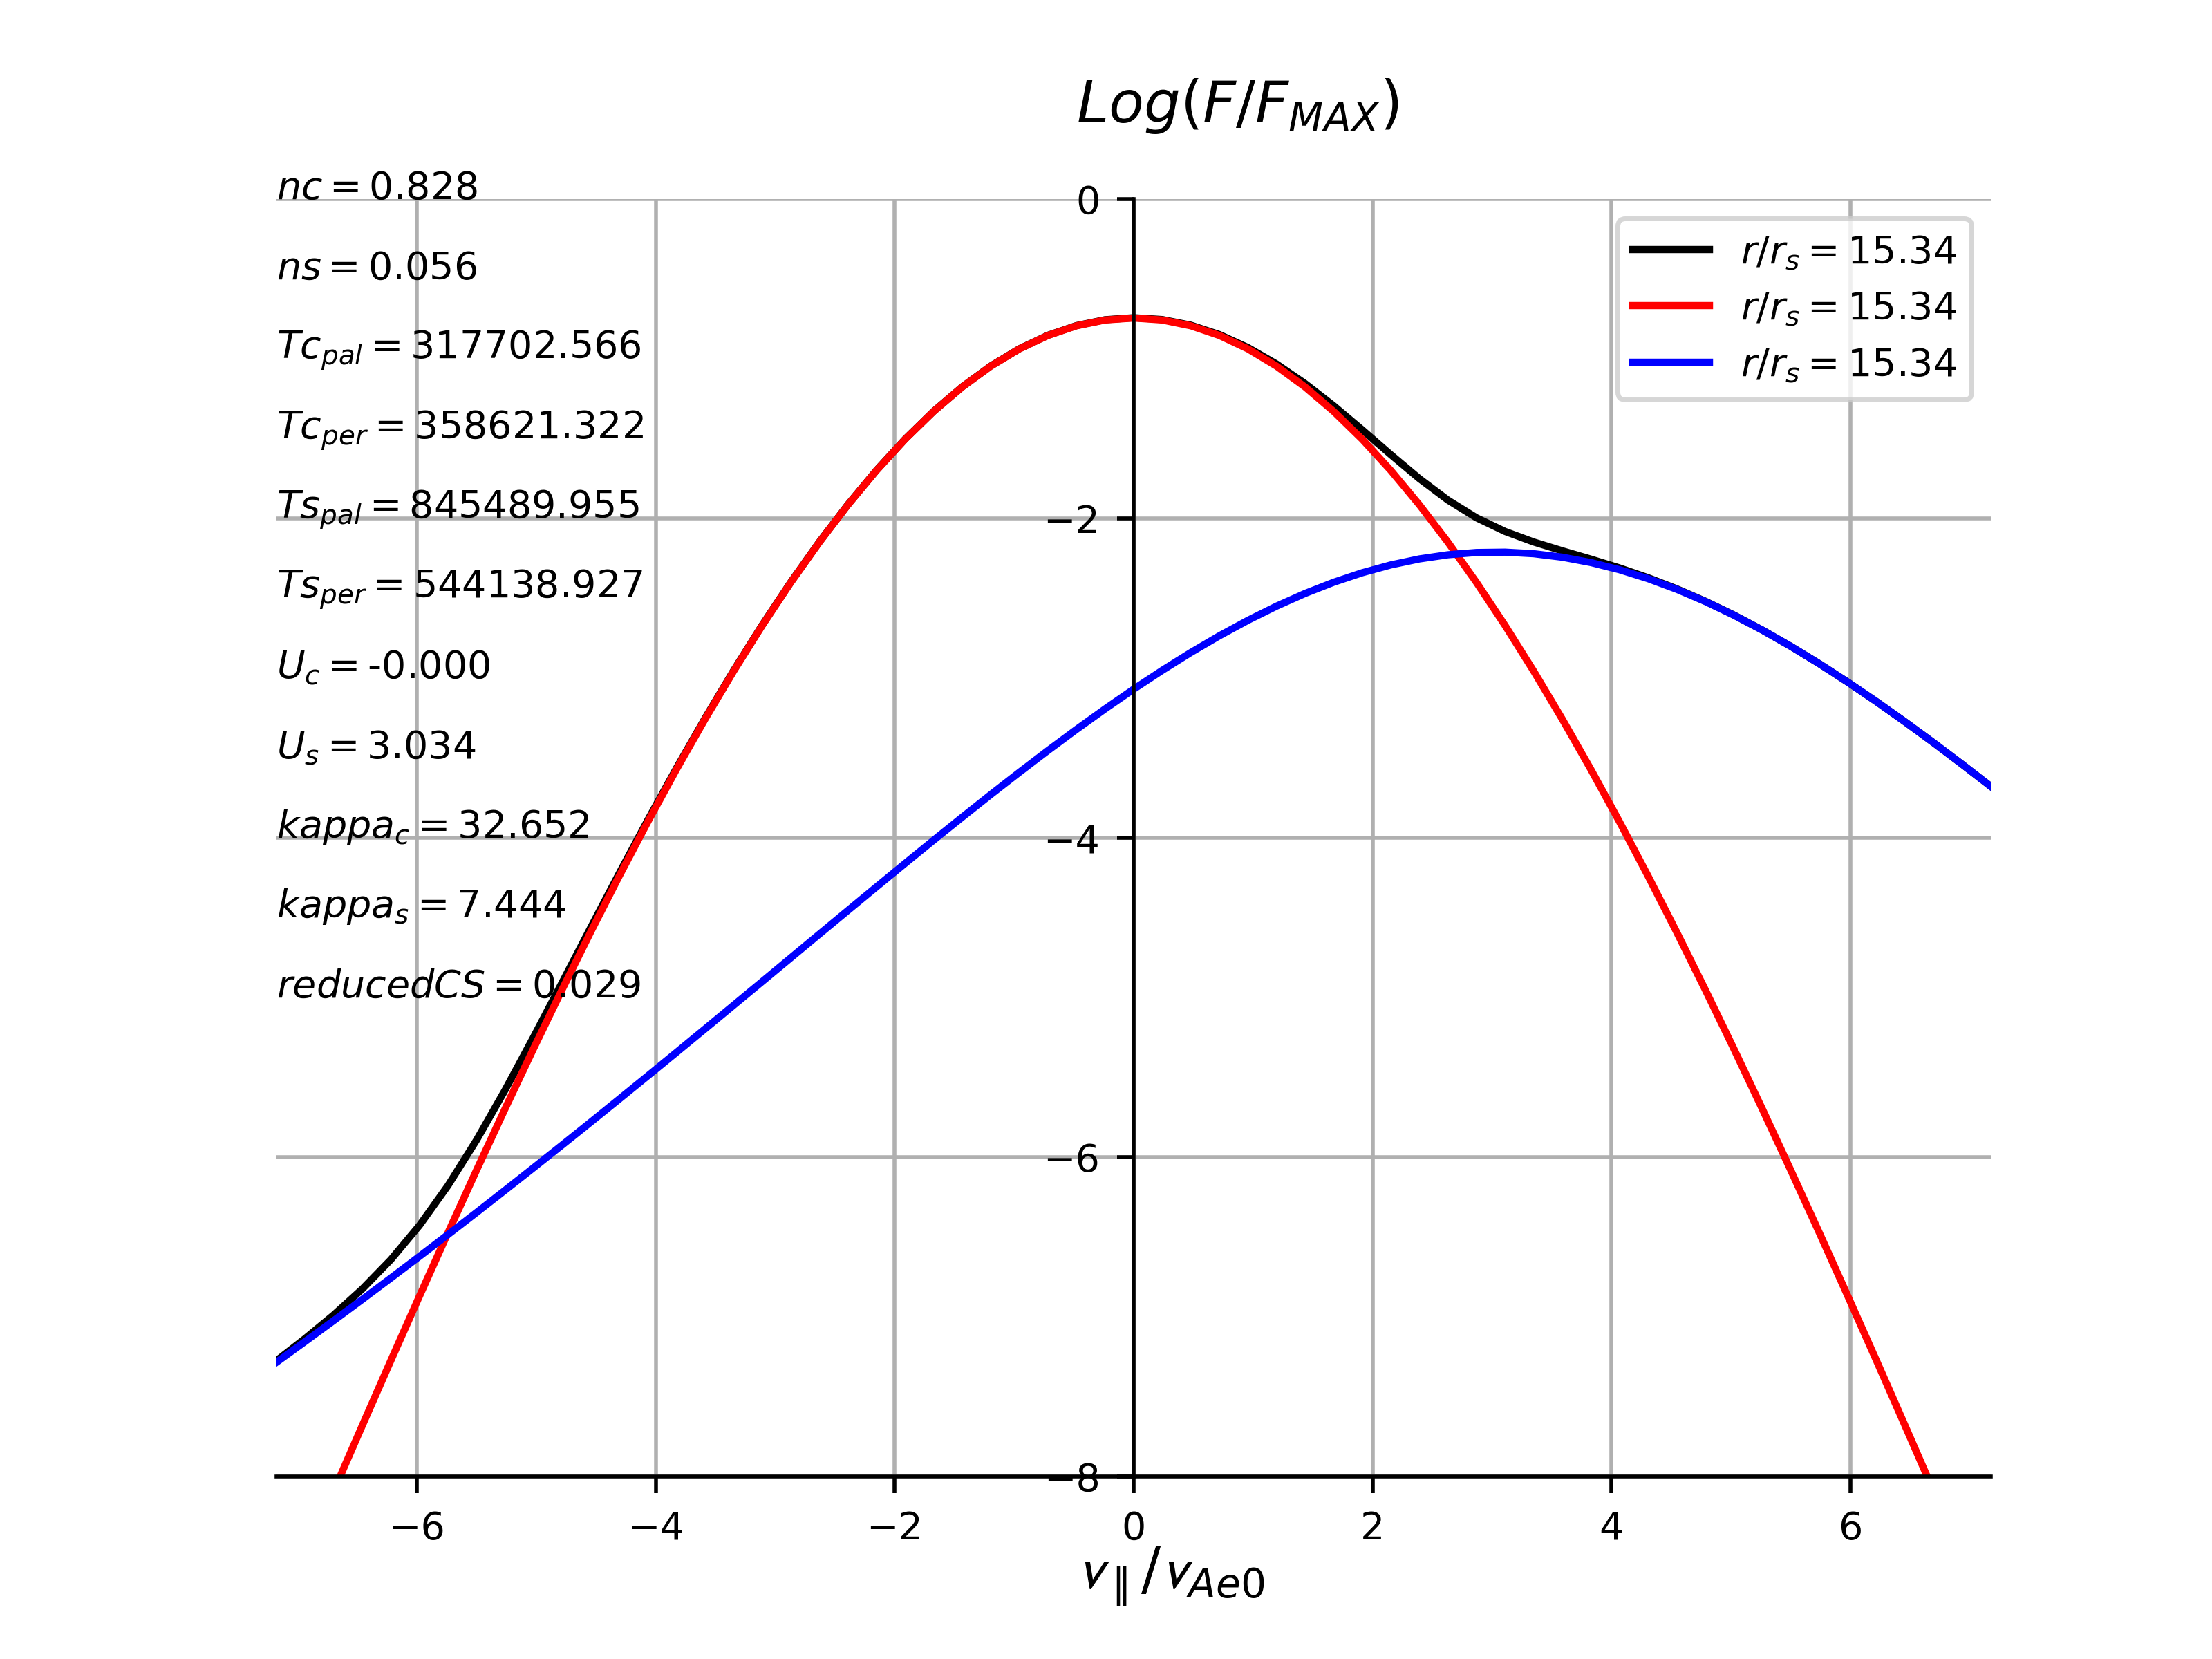 Log(F/F_MAX)
nc = 0.828
ns = 0.056
Tc_pal = 317702.566
Tc_per = 358621.322
Ts_pal = 845489.955
Ts_per = 544138.927
U_c = -0.000
U_s = 3.034
kappa_c = 32.652
kappa_s = 7.444
reducedCS = 0.029
0
−2
−4
−6
−8
r/r_s = 15.34
r/r_s = 15.34
r/r_s = 15.34
−6 −4 −2 0 2 4 6
v_∥/v_Ae0